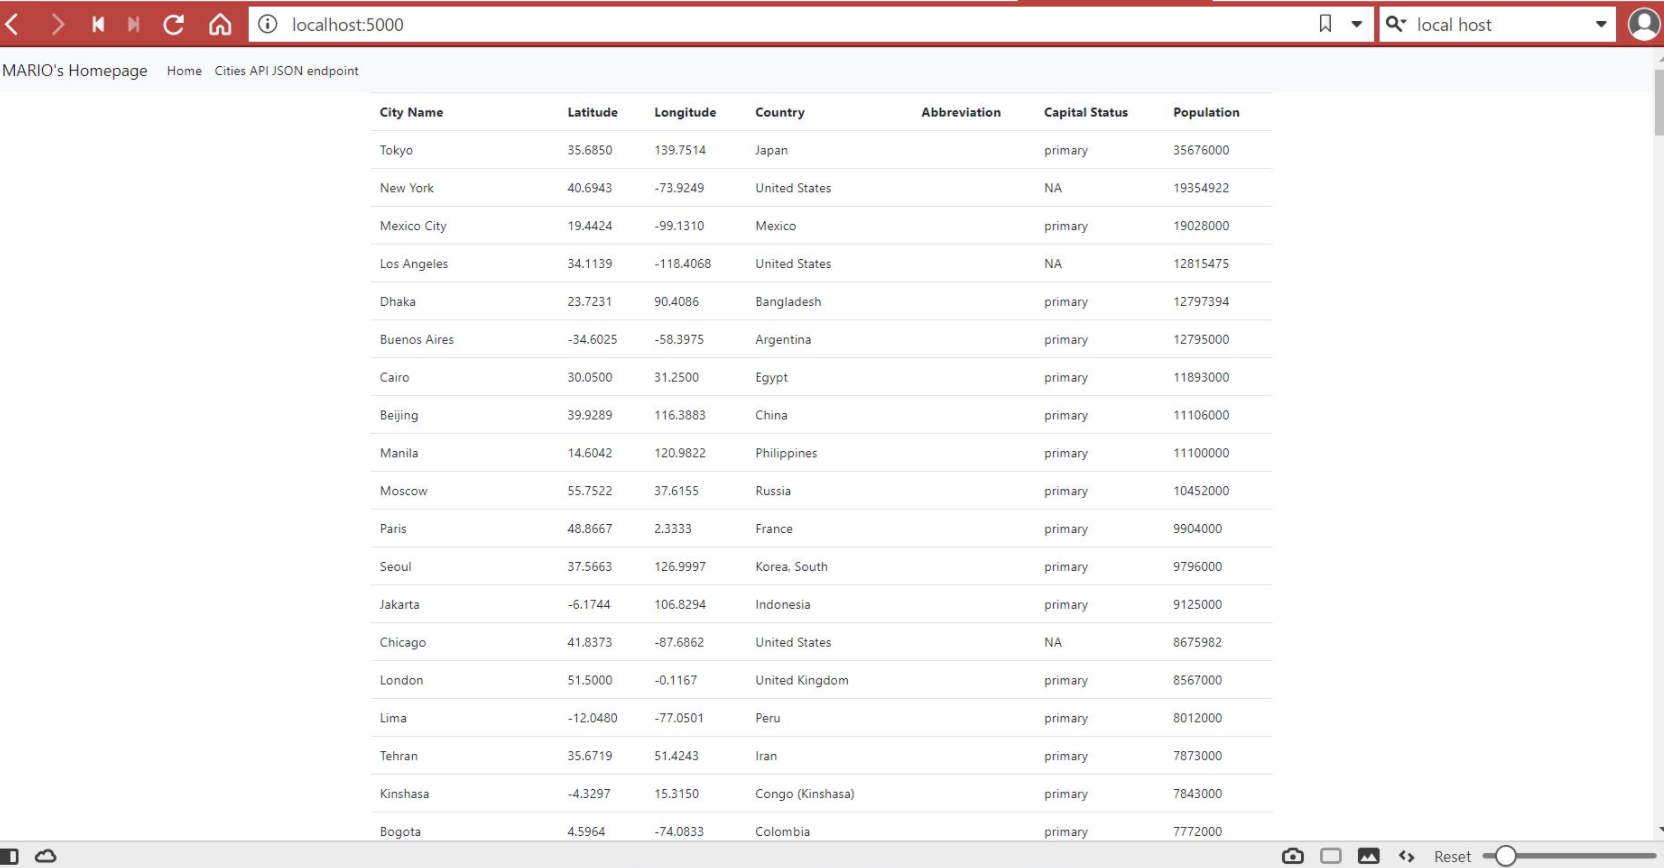 localhost:5000 local host
MARIO's Homepage Home Cities API JSON endpoint
City Name Latitude Longitude Country Abbreviation Capital Status Population
Tokyo 35.6850 139.7514 Japan primary 35676000
New York 40.6943 -73.9249 United States NA 19354922
Mexico City 19.4424 -99.1310 Mexico primary 19028000
Los Angeles 34.1139 -118.4068 United States NA 12815475
Dhaka 23.7231 90.4086 Bangladesh primary 12797394
Buenos Aires -34.6025 -58.3975 Argentina primary 12795000
Cairo 30.0500 31.2500 Egypt primary 11893000
Beijing 39.9289 116.3883 China primary 11106000
Manila 14.6042 120.9822 Philippines primary 11100000
Moscow 55.7522 37.6155 Russia primary 10452000
Paris 48.8667 2.3333 France primary 9904000
Seoul 37.5663 126.9997 Korea, South primary 9796000
Jakarta -6.1744 106.8294 Indonesia primary 9125000
Chicago 41.8373 -87.6862 United States NA 8675982
London 51.5000 -0.1167 United Kingdom primary 8567000
Lima -12.0480 -77.0501 Peru primary 8012000
Tehran 35.6719 51.4243 Iran primary 7873000
Kinshasa -4.3297 15.3150 Congo (Kinshasa) primary 7843000
Bogota 4.5964 -74.0833 Colombia primary 7772000
Reset